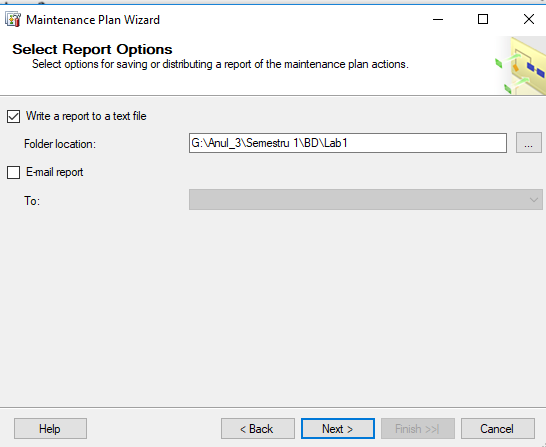 Maintenance Plan Wizard
Select Report Options
Select options for saving or distributing a report of the maintenance plan actions.
Write a report to a text file
Folder location:
G:\Anul_3\Semestru 1\BD\Lab1
...
E-mail report
To:
Help
< Back
Next >
Finish >>|
Cancel